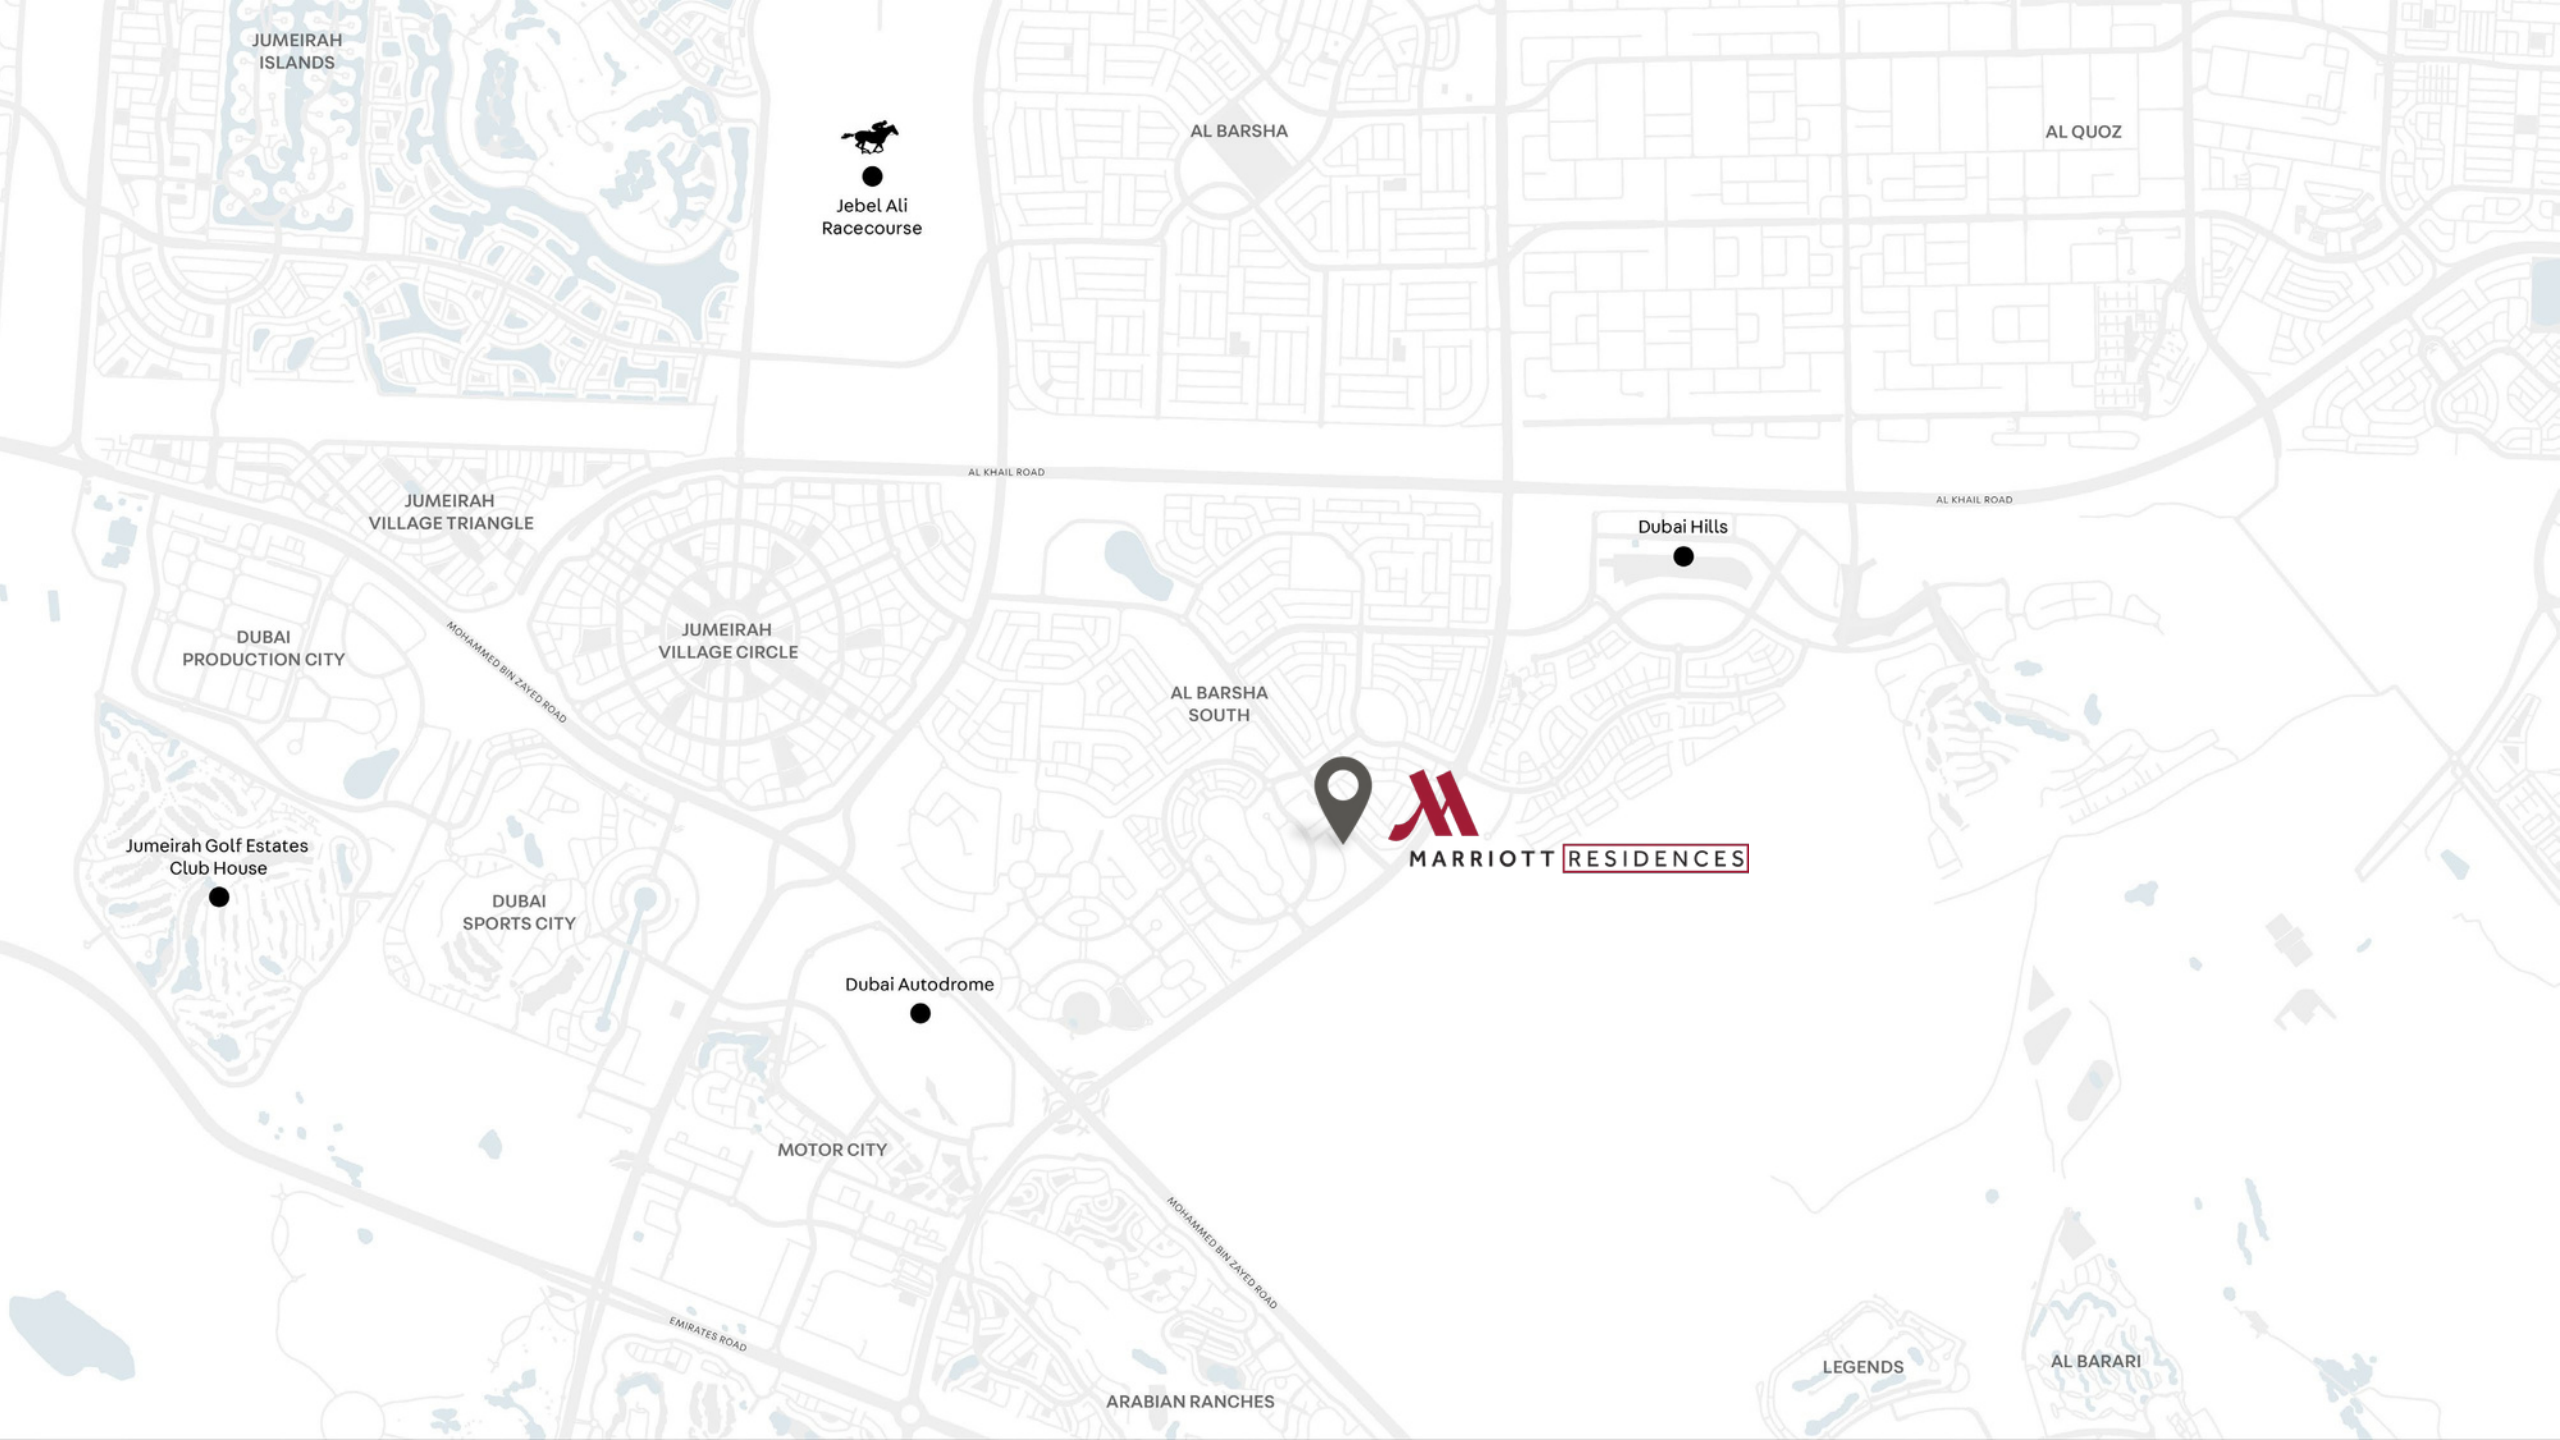 JUMEIRAH
ISLANDS
AL BARSHA
AL QUOZ
Jebel Ali
Racecourse
AL KHAIL ROAD
AL KHAIL ROAD
JUMEIRAH
VILLAGE TRIANGLE
Dubai Hills
DUBAI
PRODUCTION CITY
MOHAMMED BIN ZAYED ROAD
JUMEIRAH
VILLAGE CIRCLE
AL BARSHA
SOUTH
MARRIOTT RESIDENCES
Jumeirah Golf Estates
Club House
DUBAI
SPORTS CITY
Dubai Autodrome
MOTOR CITY
MOHAMMED BIN ZAYED ROAD
EMIRATES ROAD
LEGENDS
AL BARARI
ARABIAN RANCHES